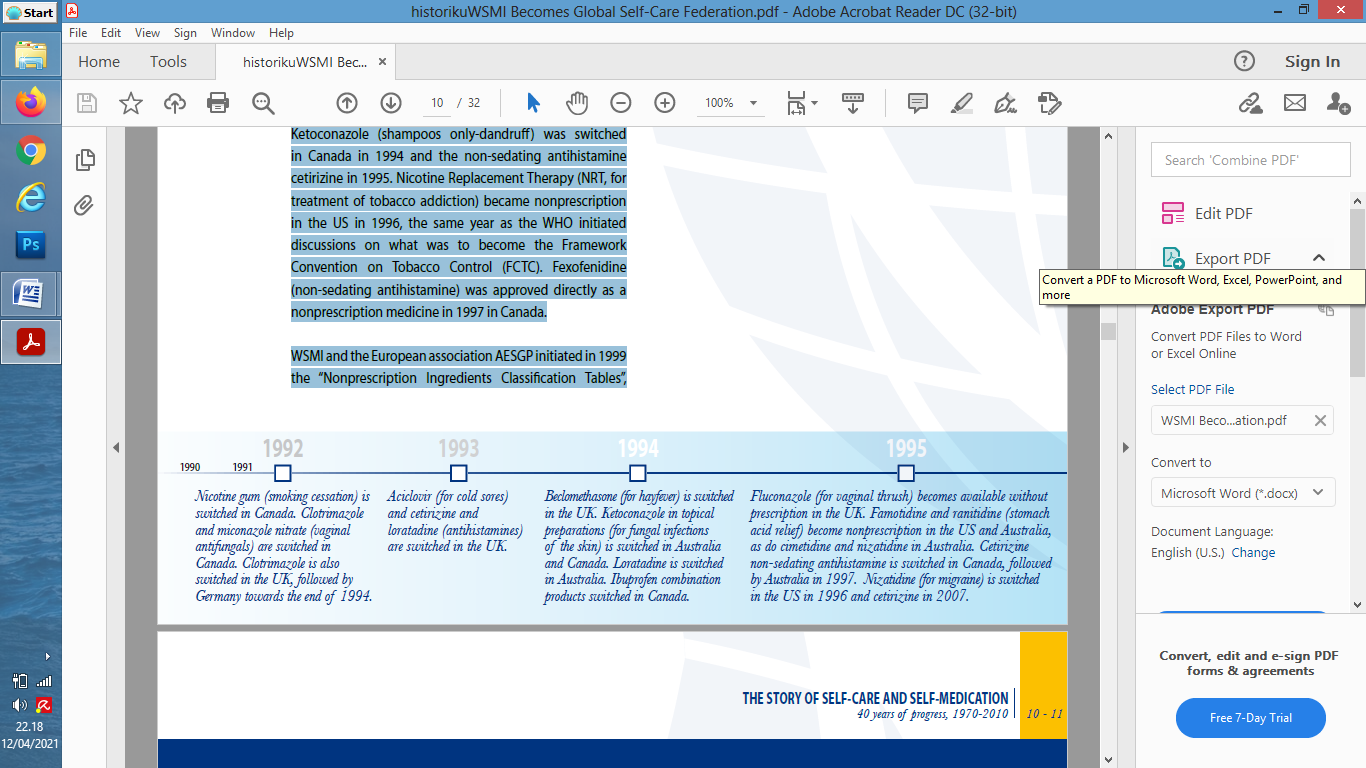 Start
historikuWSMI Becomes Global Self-Care Federation.pdf - Adobe Acrobat Reader DC (32-bit)
File Edit View Sign Window Help
Home Tools historikuWSMI Bec... × ? Sign In
10 / 32 100%
Ketoconazole (shampoos only-dandruff) was switched
in Canada in 1994 and the non-sedating antihistamine
cetirizine in 1995. Nicotine Replacement Therapy (NRT, for
treatment of tobacco addiction) became nonprescription
in the US in 1996, the same year as the WHO initiated
discussions on what was to become the Framework
Convention on Tobacco Control (FCTC). Fexofenidine
(non-sedating antihistamine) was approved directly as a
nonprescription medicine in 1997 in Canada.
WSMI and the European association AESGP initiated in 1999
the “Nonprescription Ingredients Classification Tables”,
1990 1991
1992
Nicotine gum (smoking cessation) is
switched in Canada. Clotrimazole
and miconazole nitrate (vaginal
antifungals) are switched in
Canada. Clotrimazole is also
switched in the UK, followed by
Germany towards the end of 1994.
1993
Aciclovir (for cold sores)
and cetirizine and
loratadine (antihistamines)
are switched in the UK.
1994
Beclomethasone (for hayfever) is switched
in the UK. Ketoconazole in topical
preparations (for fungal infections
of the skin) is switched in Australia
and Canada. Loratadine is switched
in Australia. Ibuprofen combination
products switched in Canada.
1995
Fluconazole (for vaginal thrush) becomes available without
prescription in the UK. Famotidine and ranitidine (stomach
acid relief) become nonprescription in the US and Australia,
as do cimetidine and nizatidine in Australia. Cetirizine
non-sedating antihistamine is switched in Canada, followed
by Australia in 1997. Nizatidine (for migraine) is switched
in the US in 1996 and cetirizine in 2007.
THE STORY OF SELF-CARE AND SELF-MEDICATION
40 years of progress, 1970-2010
10 - 11
Search 'Combine PDF'
Edit PDF
Export PDF
Convert a PDF to Microsoft Word, Excel, PowerPoint, and
more
Adobe Export PDF
Convert PDF Files to Word
or Excel Online
Select PDF File
WSMI Beco...ation.pdf
Convert to
Microsoft Word (*.docx)
Document Language:
English (U.S.) Change
Convert, edit and e-sign PDF
forms & agreements
Free 7-Day Trial
Ps
W
22.18
12/04/2021